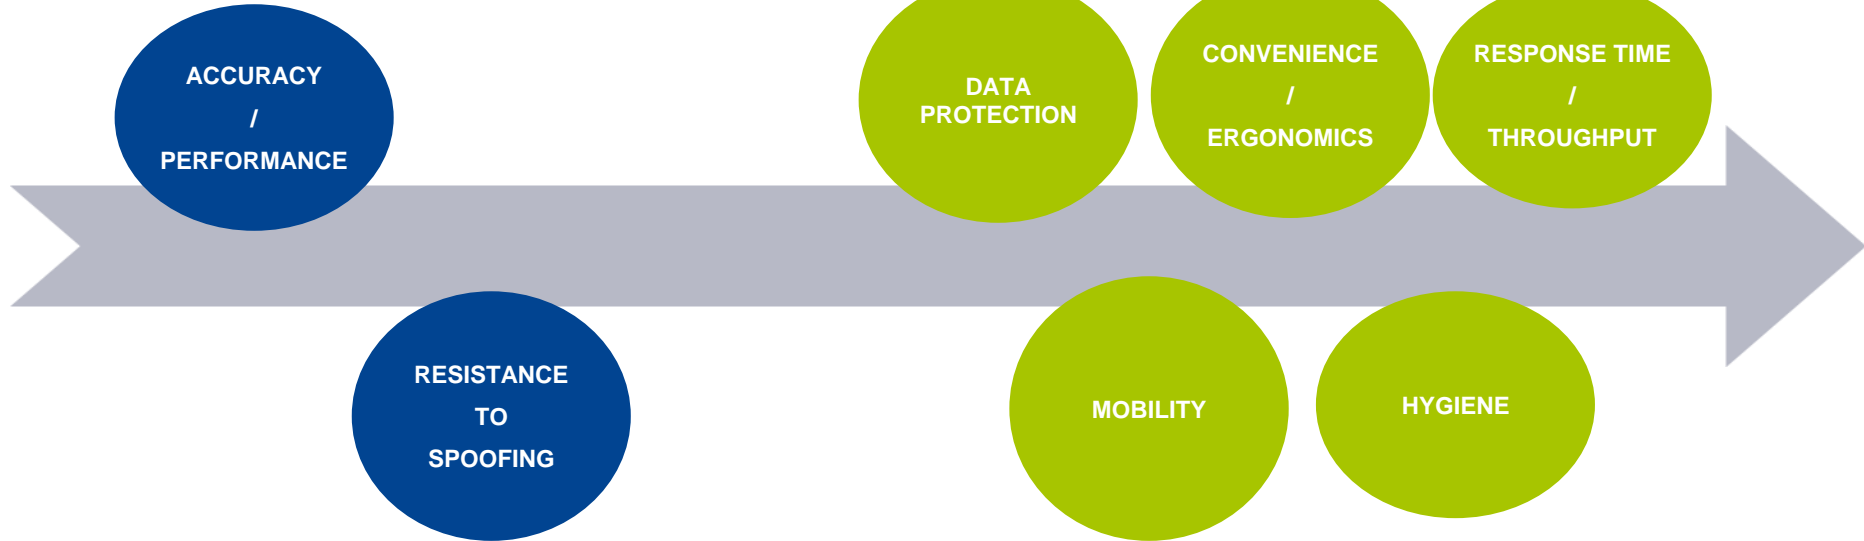 ACCURACY
/
PERFORMANCE
RESISTANCE
TO
SPOOFING
DATA
PROTECTION
MOBILITY
CONVENIENCE
/
ERGONOMICS
HYGIENE
RESPONSE TIME
/
THROUGHPUT